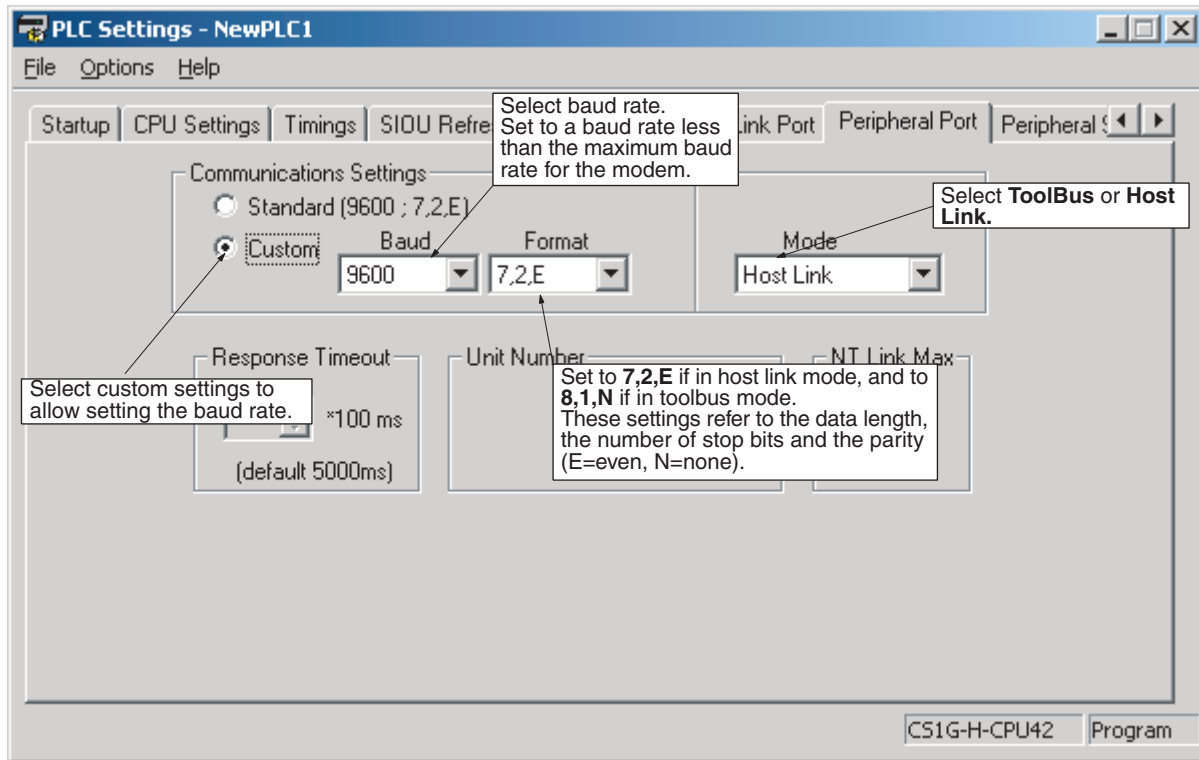 PLC Settings - NewPLC1
File Options Help
Startup CPU Settings Timings SIOU Refre Link Port Peripheral Port Peripheral
Select baud rate.
Set to a baud rate less
than the maximum baud
rate for the modem.
Communications Settings
Standard (9600 ; 7,2,E)
Custom Baud Format Mode
9600 7,2,E Host Link
Select ToolBus or Host
Link.
Response Timeout Unit Number NT Link Max
Select custom settings to
allow setting the baud rate.
*100 ms
(default 5000ms)
Set to 7,2,E if in host link mode, and to
8,1,N if in toolbus mode.
These settings refer to the data length,
the number of stop bits and the parity
(E=even, N=none).
CS1G-H-CPU42 Program